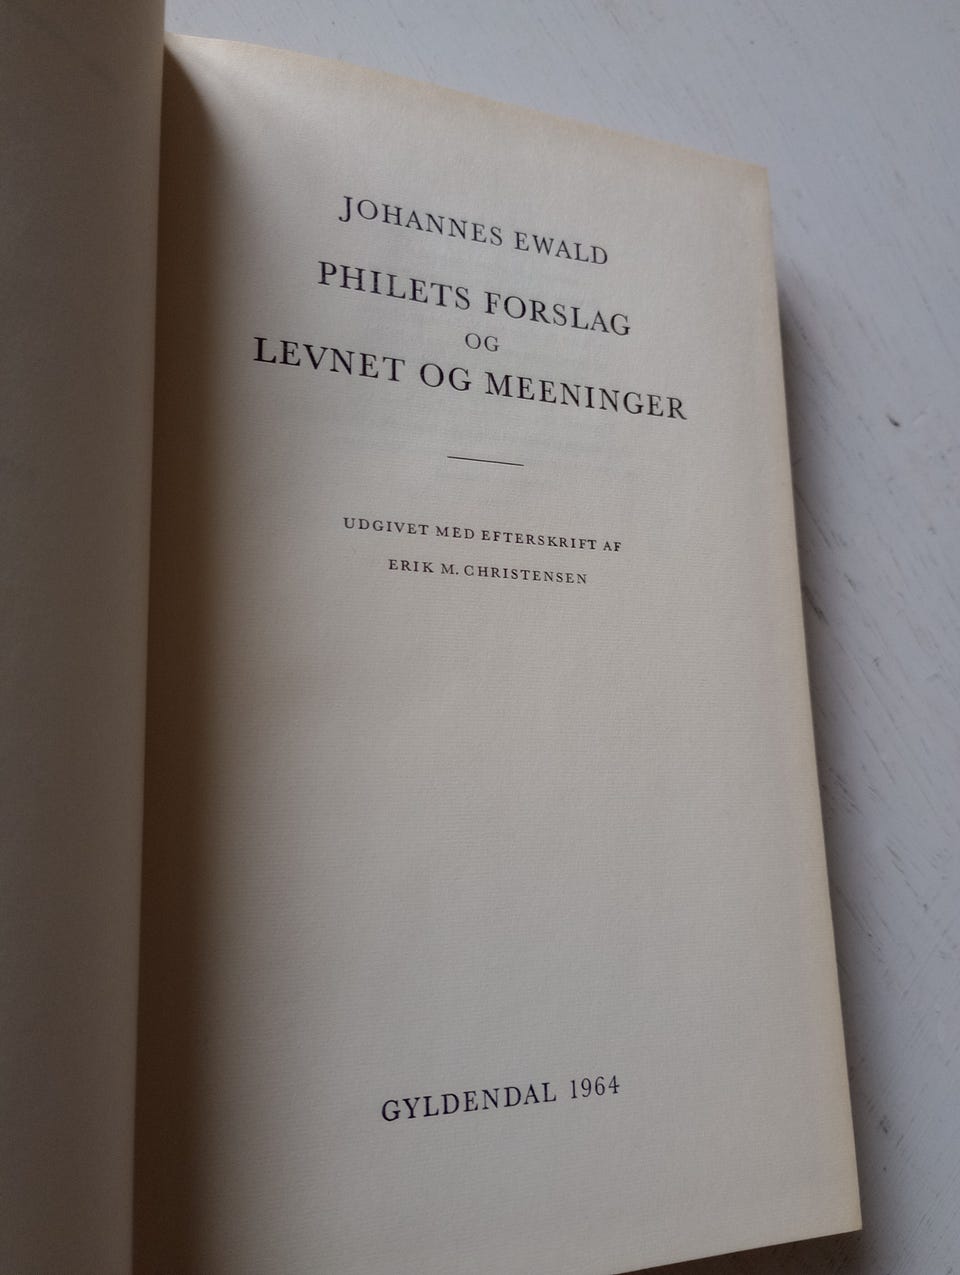 JOHANNES EWALD
PHILETS FORSLAG
OG
LEVNET OG MEENINGER
UDGIVET MED EFTERSKRIFT AF
ERIK M. CHRISTENSEN
GYLDENDAL 1964